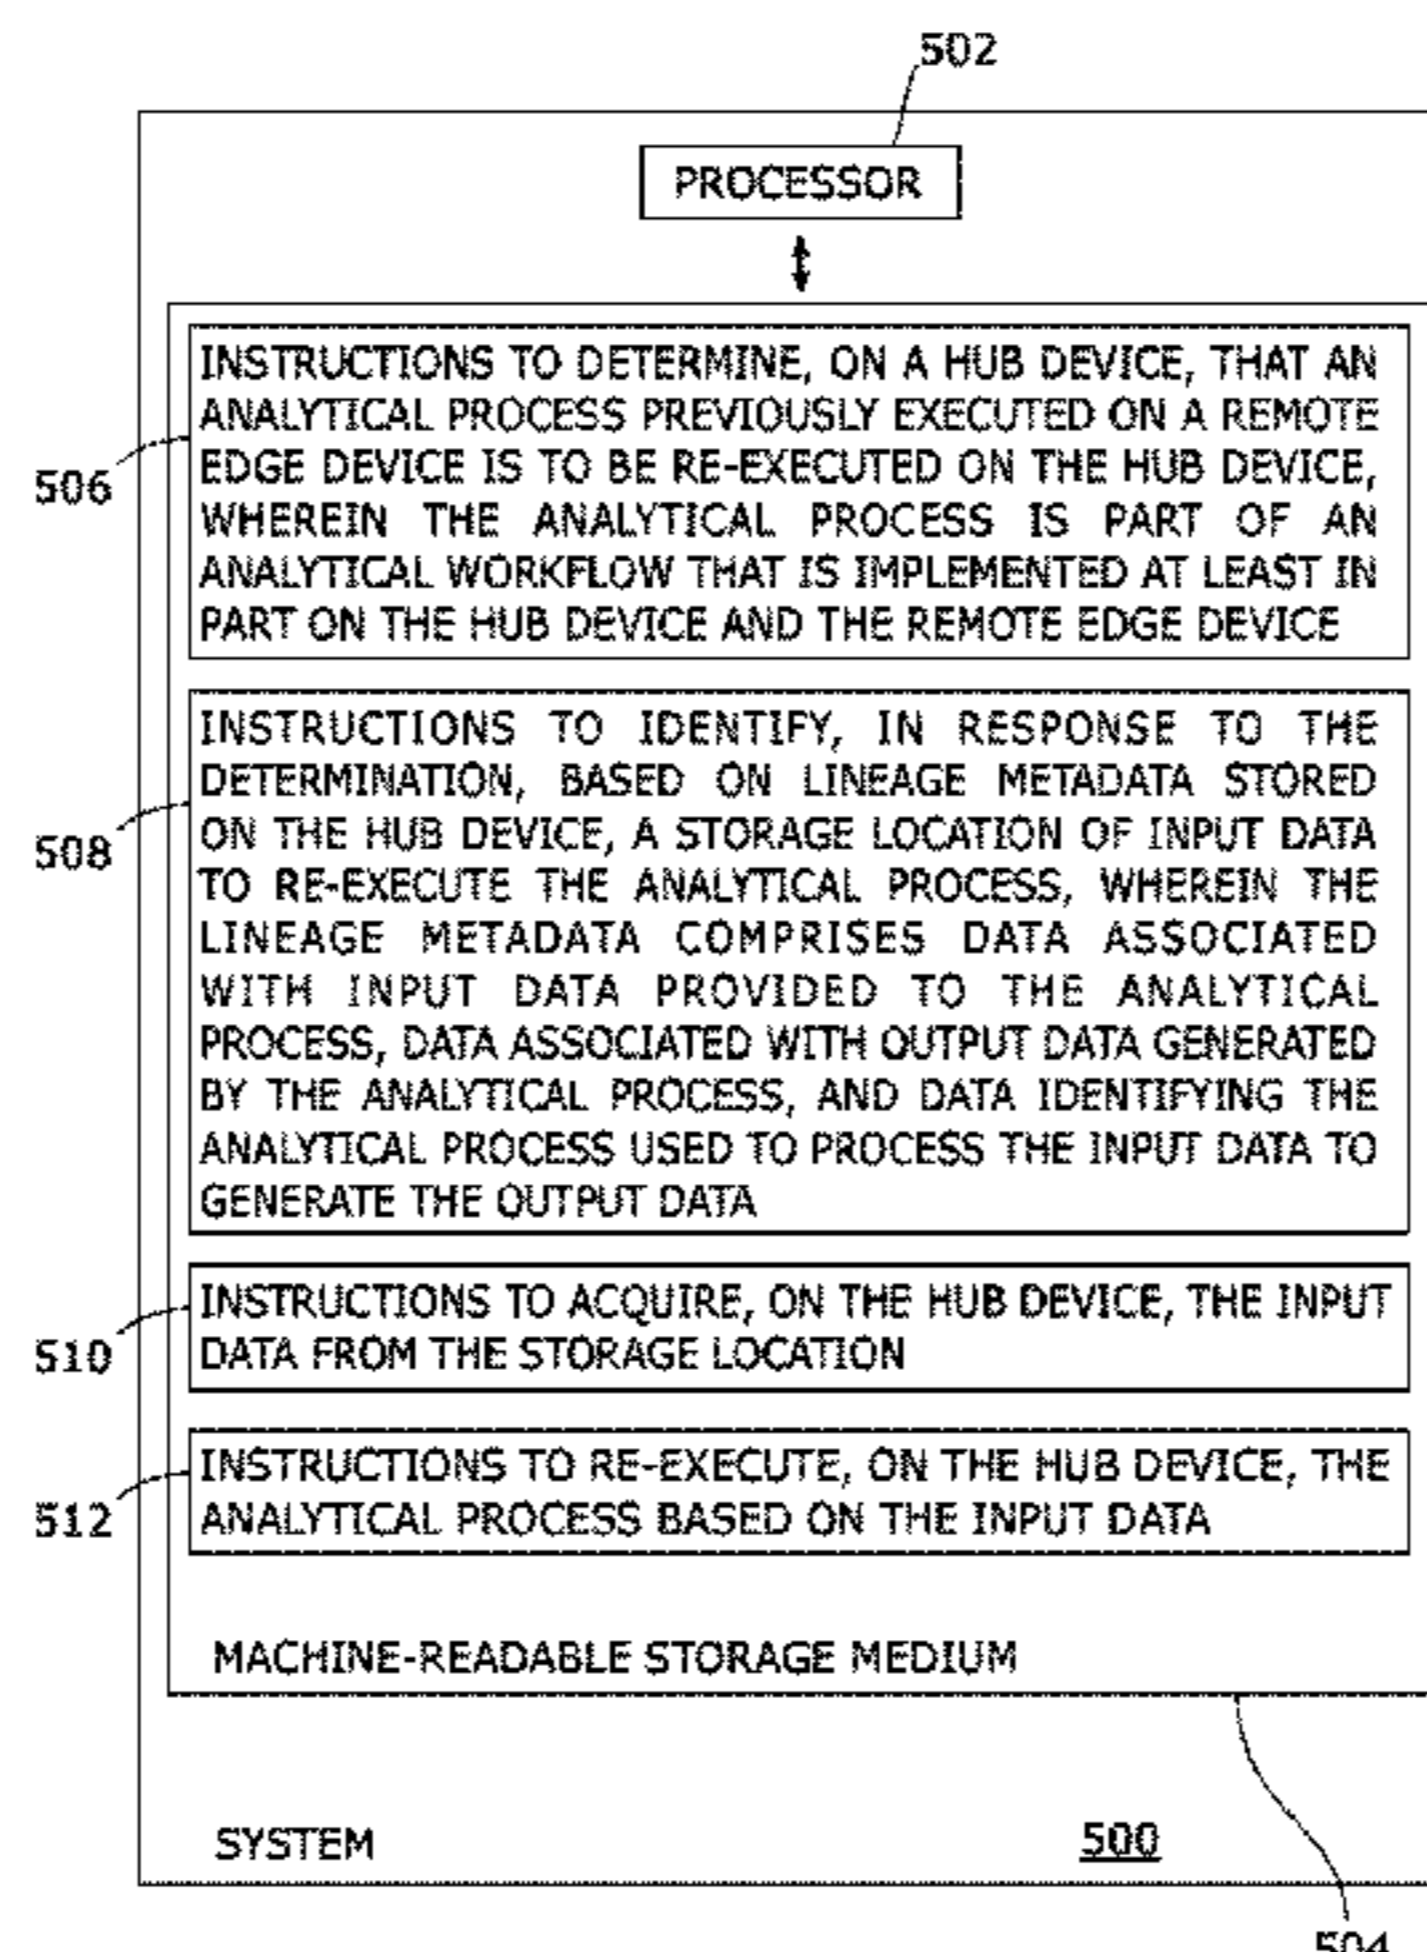 502
PROCESSOR
INSTRUCTIONS TO DETERMINE, ON A HUB DEVICE, THAT AN
ANALYTICAL PROCESS PREVIOUSLY EXECUTED ON A REMOTE
EDGE DEVICE IS TO BE RE-EXECUTED ON THE HUB DEVICE,
WHEREIN THE ANALYTICAL PROCESS IS PART OF AN
ANALYTICAL WORKFLOW THAT IS IMPLEMENTED AT LEAST IN
PART ON THE HUB DEVICE AND THE REMOTE EDGE DEVICE
506
INSTRUCTIONS TO IDENTIFY, IN RESPONSE TO THE
DETERMINATION, BASED ON LINEAGE METADATA STORED
ON THE HUB DEVICE, A STORAGE LOCATION OF INPUT DATA
TO RE-EXECUTE THE ANALYTICAL PROCESS, WHEREIN THE
LINEAGE METADATA COMPRISES DATA ASSOCIATED
WITH INPUT DATA PROVIDED TO THE ANALYTICAL
PROCESS, DATA ASSOCIATED WITH OUTPUT DATA GENERATED
BY THE ANALYTICAL PROCESS, AND DATA IDENTIFYING THE
ANALYTICAL PROCESS USED TO PROCESS THE INPUT DATA TO
GENERATE THE OUTPUT DATA
508
INSTRUCTIONS TO ACQUIRE, ON THE HUB DEVICE, THE INPUT
DATA FROM THE STORAGE LOCATION
510
INSTRUCTIONS TO RE-EXECUTE, ON THE HUB DEVICE, THE
ANALYTICAL PROCESS BASED ON THE INPUT DATA
512
MACHINE-READABLE STORAGE MEDIUM
SYSTEM
500
504